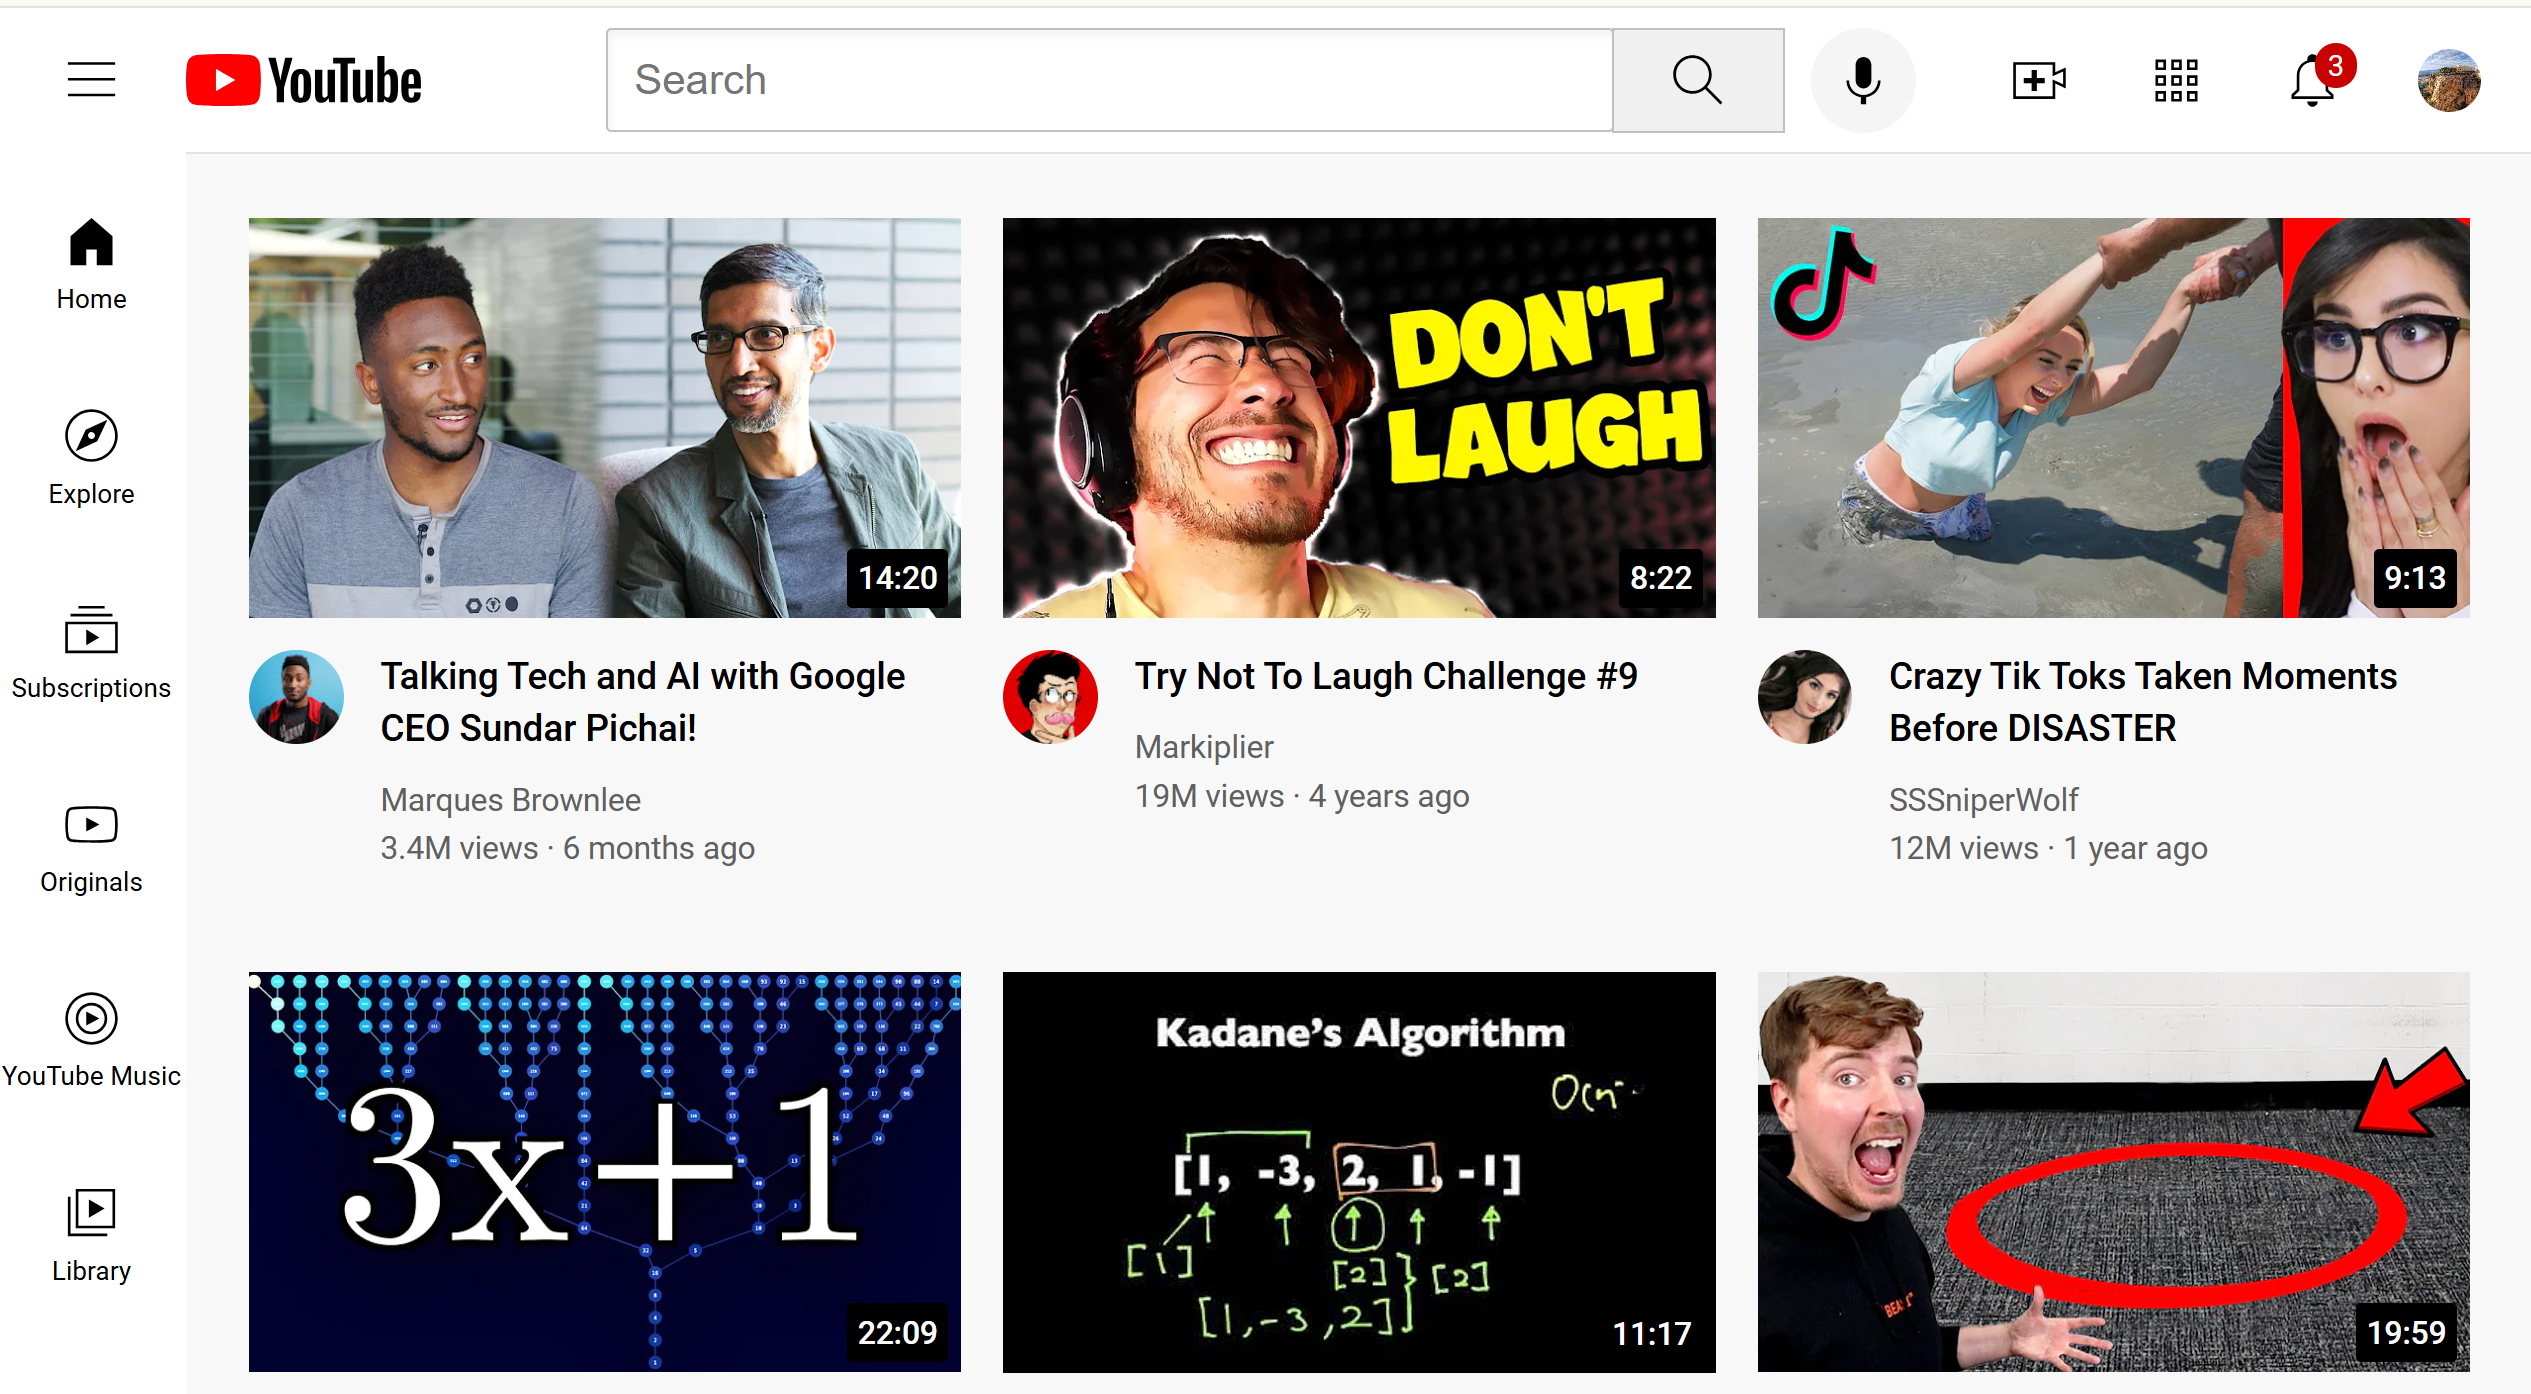 YouTube
Search
3
Home
Explore
Subscriptions
Originals
YouTube Music
Library
14:20
Talking Tech and AI with Google
CEO Sundar Pichai!
Marques Brownlee
3.4M views · 6 months ago
DON'T
LAUGH
8:22
Try Not To Laugh Challenge #9
Markiplier
19M views · 4 years ago
9:13
Crazy Tik Toks Taken Moments
Before DISASTER
SSSniperWolf
12M views · 1 year ago
3x+1
22:09
Kadane's Algorithm
[1, -3, 2, 1, -1]
[1]
[2]
[2]
[1,-3,2]
11:17
19:59